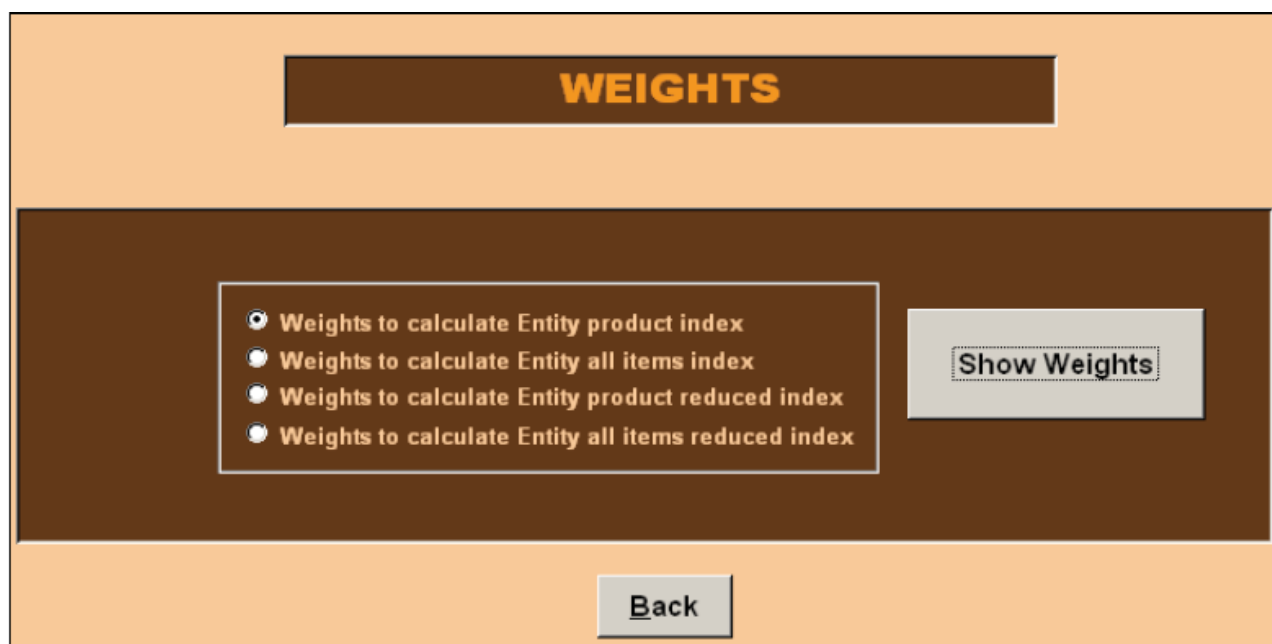 WEIGHTS
Weights to calculate Entity product index
Weights to calculate Entity all items index
Weights to calculate Entity product reduced index
Weights to calculate Entity all items reduced index
Show Weights
Back